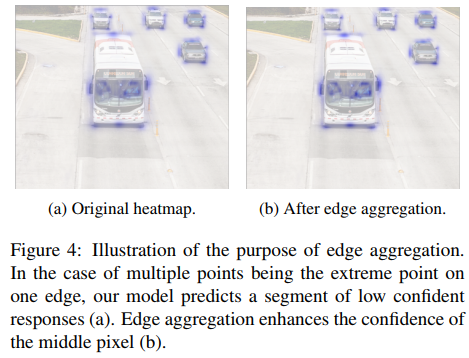 (a) Original heatmap.
(b) After edge aggregation.
Figure 4: Illustration of the purpose of edge aggregation.
In the case of multiple points being the extreme point on
one edge, our model predicts a segment of low confident
responses (a). Edge aggregation enhances the confidence of
the middle pixel (b).